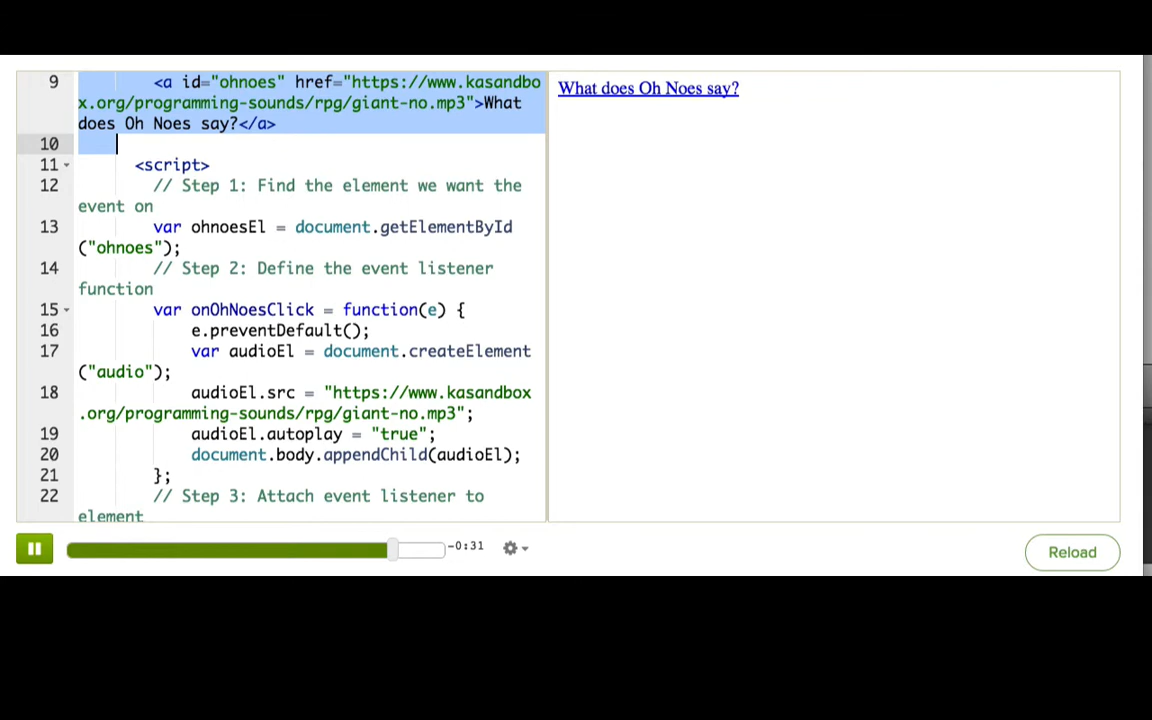 9 <a id="ohnoes" href="https://www.kasandbo
x.org/programming-sounds/rpg/giant-no.mp3">What
does Oh Noes say?</a>
10
11 <script>
12 // Step 1: Find the element we want the
event on
13 var ohnoesEl = document.getElementById
("ohnoes");
14 // Step 2: Define the event listener
function
15 var onOhNoesClick = function(e) {
16 e.preventDefault();
17 var audioEl = document.createElement
("audio");
18 audioEl.src = "https://www.kasandbox
.org/programming-sounds/rpg/giant-no.mp3";
19 audioEl.autoplay = "true";
20 document.body.appendChild(audioEl);
21 };
22 // Step 3: Attach event listener to
element
What does Oh Noes say?
-0:31
Reload